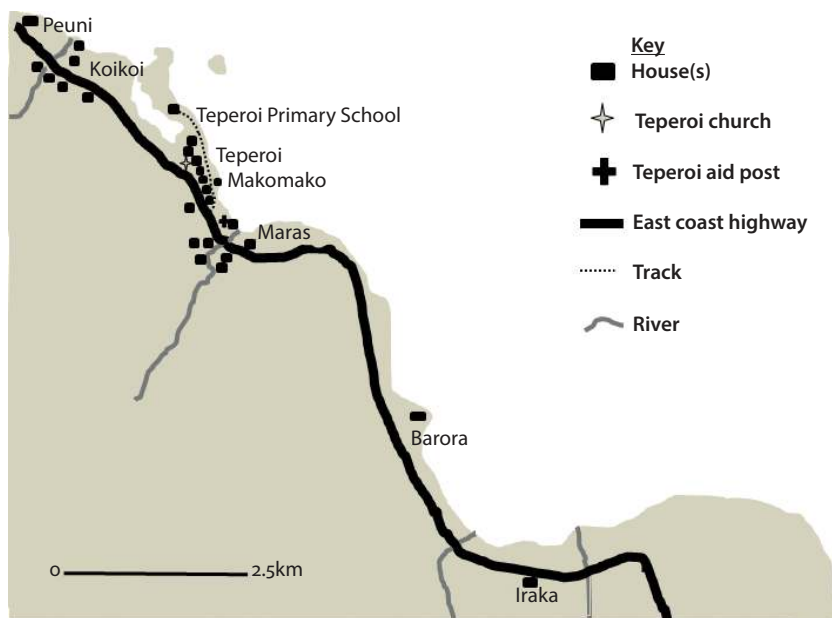 Peuni
Koikoi
Teperoi Primary School
Teperoi
Makomako
Maras
Barora
Iraka
0 2.5km
Key
House(s)
Teperoi church
Teperoi aid post
East coast highway
Track
River